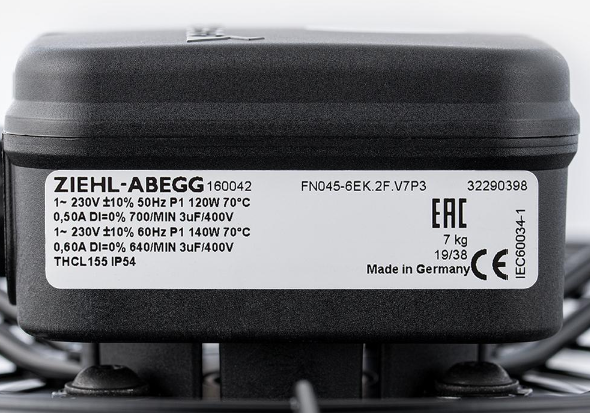 ZIEHL-ABEGG 160042 FN045-6EK.2F.V7P3 32290398
1~ 230V ±10% 50Hz P1 120W 70°C
0,50A DI=0% 700/MIN 3uF/400V
1~ 230V ±10% 60Hz P1 140W 70°C
0,60A DI=0% 640/MIN 3uF/400V
THCL155 IP54
EAC
7 kg
19/38
Made in Germany CE
IEC60034-1